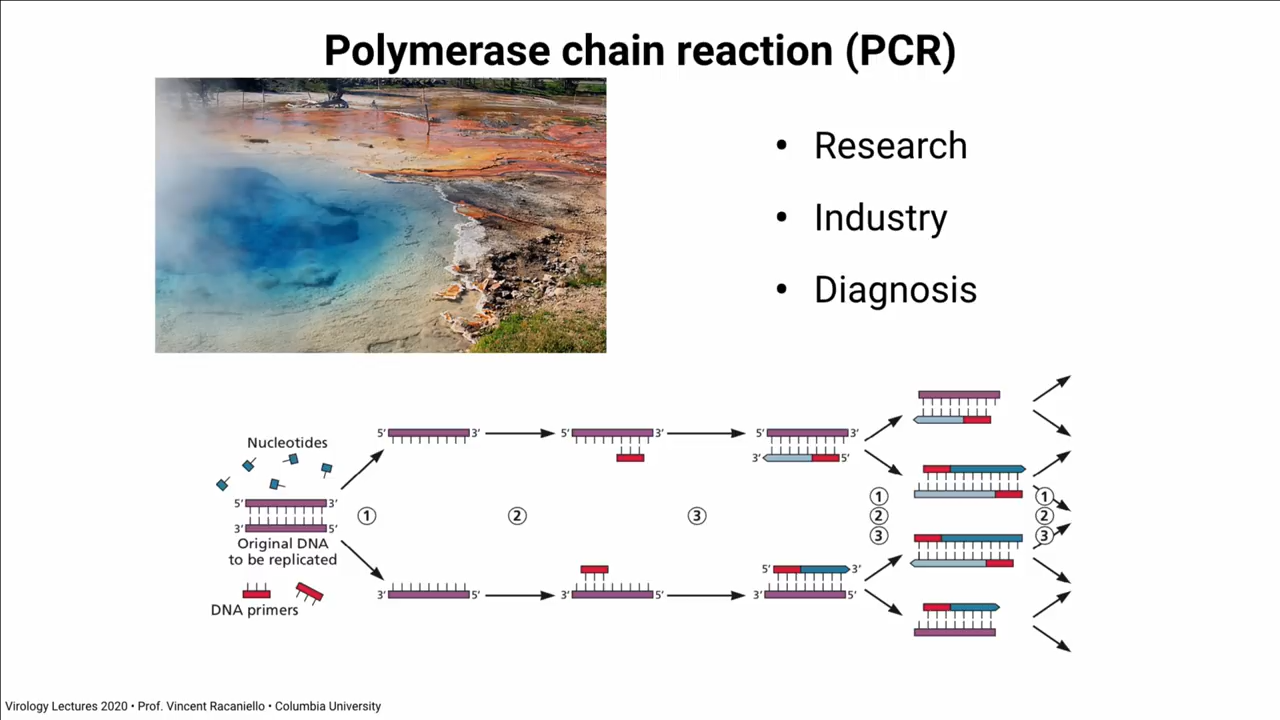 Polymerase chain reaction (PCR)
• Research
• Industry
• Diagnosis
Nucleotides
5' 3'
3' 5'
Original DNA
to be replicated
DNA primers
5' 3'
3' 5'
1
5' 3'
3' 5'
2
5' 3'
3' 5'
5' 3'
3' 5'
3
1
2
3
1
2
3
Virology Lectures 2020 • Prof. Vincent Racaniello • Columbia University